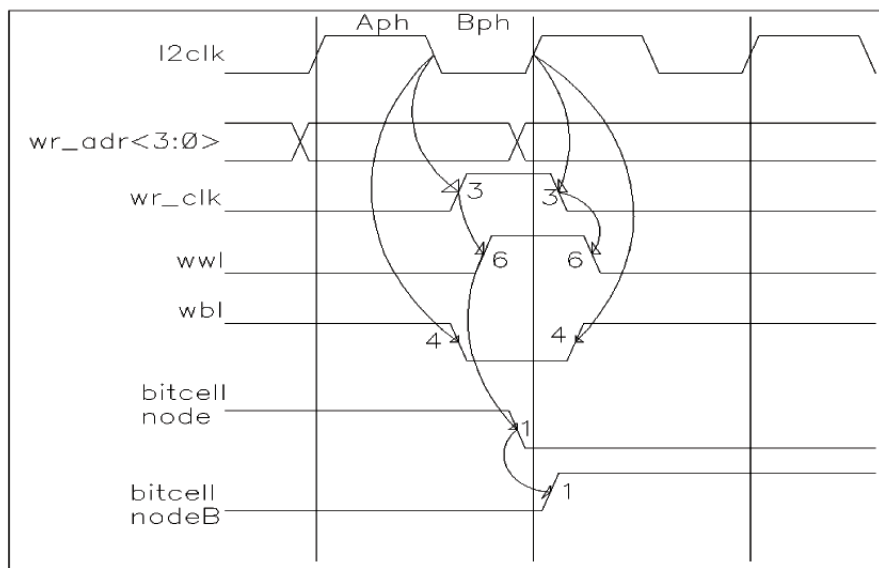 Aph Bph
l2clk
wr_adr<3:0>
wr_clk 3 3
wwl 6 6
wbl 4 4
bitcell
node 1
bitcell
nodeB 1